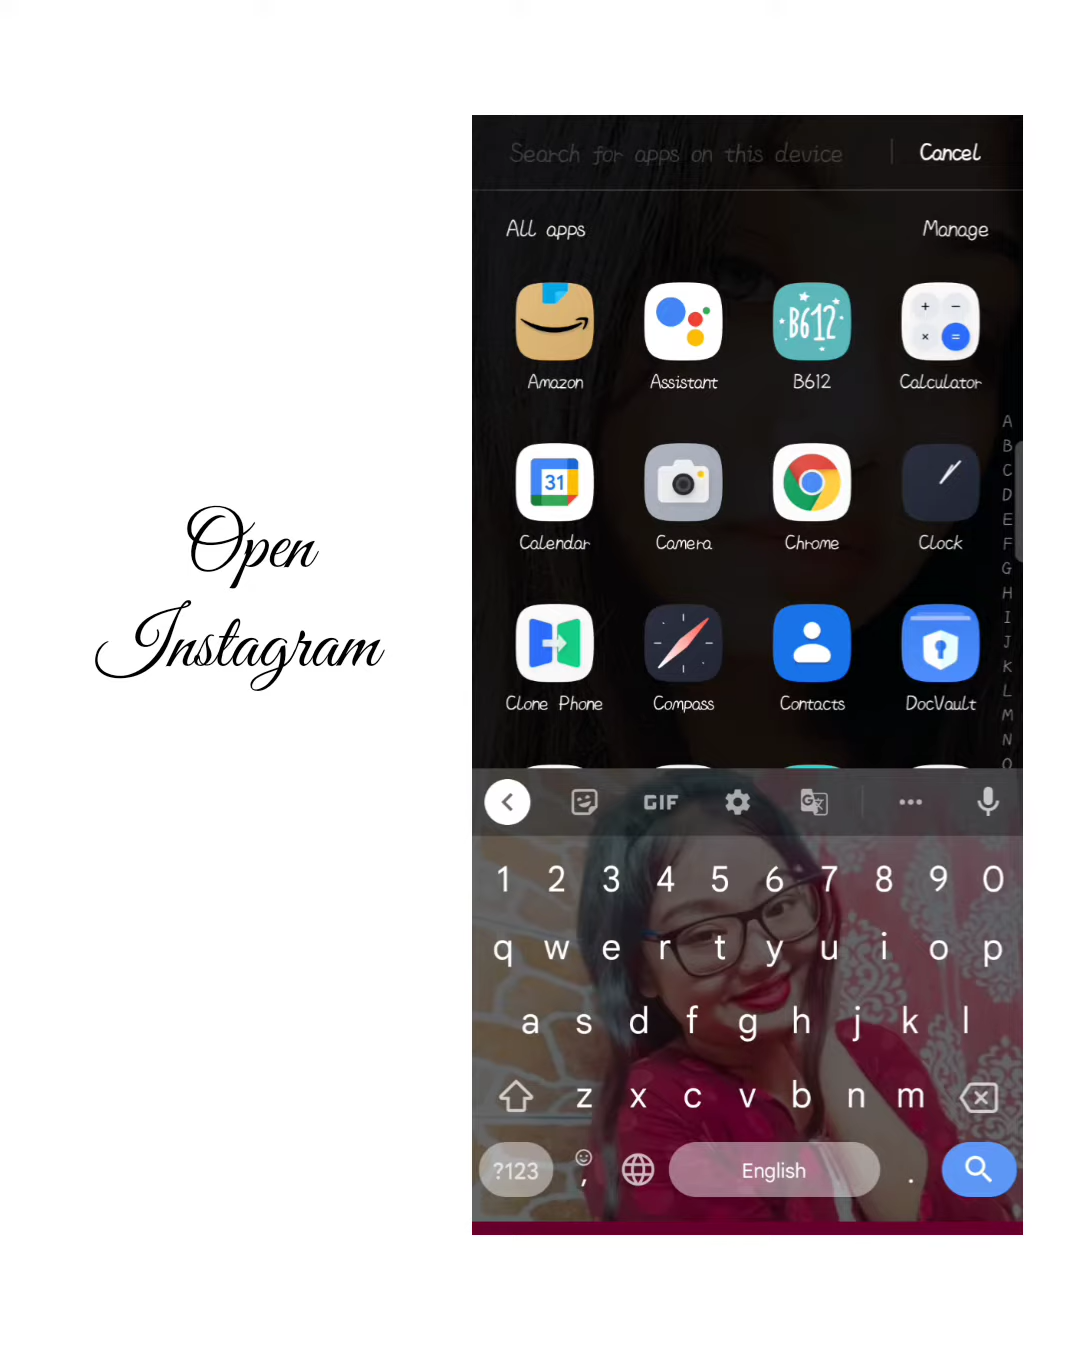 Open
Instagram
Search for apps on this device
Cancel
All apps
Manage
Amazon
Assistant
B612
B612
Calculator
+ −
× =
31
Calendar
Camera
Chrome
Clock
Clone Phone
Compass
Contacts
DocVault
A
B
C
D
E
F
G
H
I
J
K
L
M
N
O
GIF
G
1 2 3 4 5 6 7 8 9 0
q w e r t y u i o p
a s d f g h j k l
z x c v b n m
?123 , English .